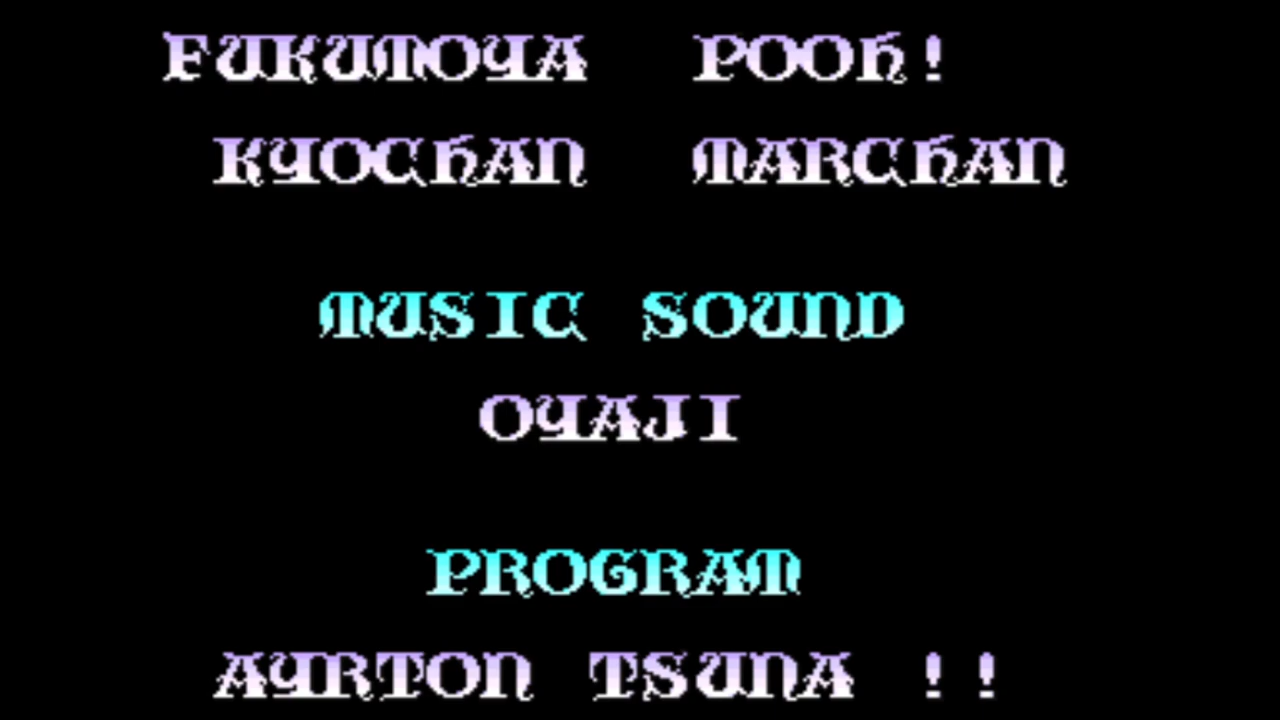 FUKUMOYA POOh!
KYOChAN MARChAN
MUSIC SOUND
OYAJI
PROGRAM
AYRTON TSUNA !!